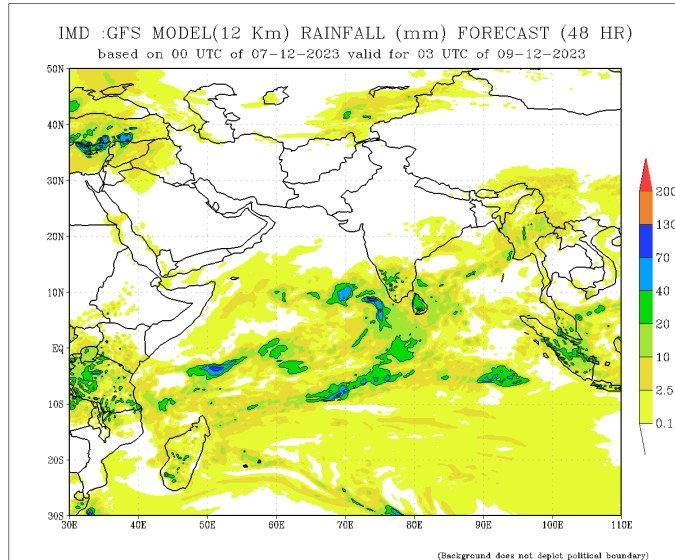 IMD :GFS MODEL(12 Km) RAINFALL (mm) FORECAST (48 HR)
based on 00 UTC of 07-12-2023 valid for 03 UTC of 09-12-2023
50N
40N
30N
20N
10N
EQ
10S
20S
30S
30E 40E 50E 60E 70E 80E 90E 100E 110E
200
130
70
40
20
10
2.5
0.1
(Background does not depict political boundary)